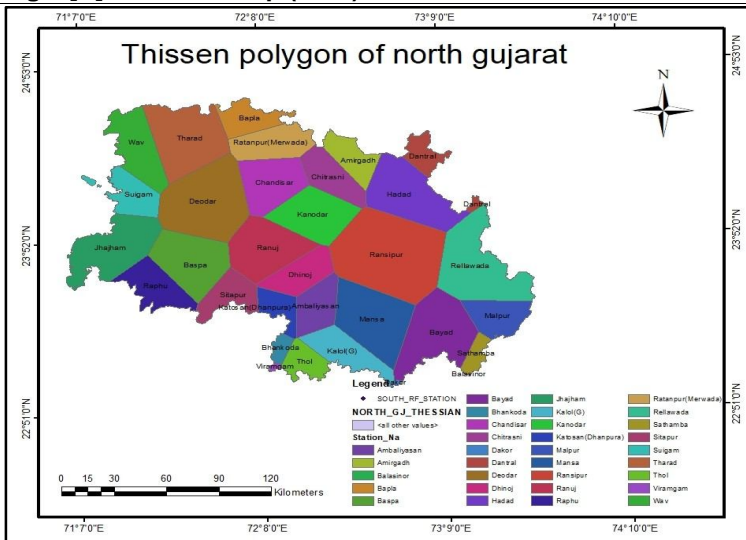 71°7'0"E 72°8'0"E 73°9'0"E 74°10'0"E
Thissen polygon of north gujarat
24°53'0"N
24°53'0"N
N
Bapla
Wav
Tharad
Ratanpur(Merwada)
Amirgadh
Dantral
Chitrasni
Chandisar
Hadad
Suigam
Deodar
Dantral
Kanodar
23°52'0"N
23°52'0"N
Jhajham
Ranuj
Ransipur
Baspa
Rellawada
Dhinoj
Raphu
Sitapur
Katosan(Dhanpura)
Ambaliyasan
Mansa
Malpur
Bayad
Bhankoda
Kalol(G)
Sathamba
Viramgam
Thol
Balasinor
Dakor
22°51'0"N
22°51'0"N
Legend
SOUTH_RF_STATION
NORTH_GJ_THESSIAN
<all other values>
Station_Na
Ambaliyasan
Amirgadh
Balasinor
Bapla
Baspa
Bayad
Bhankoda
Chandisar
Chitrasni
Dakor
Dantral
Deodar
Dhinoj
Hadad
Jhajham
Kalol(G)
Kanodar
Katosan(Dhanpura)
Malpur
Mansa
Ransipur
Ranuj
Raphu
Ratanpur(Merwada)
Rellawada
Sathamba
Sitapur
Suigam
Tharad
Thol
Viramgam
Wav
0 15 30 60 90 120
Kilometers
71°7'0"E 72°8'0"E 73°9'0"E 74°10'0"E